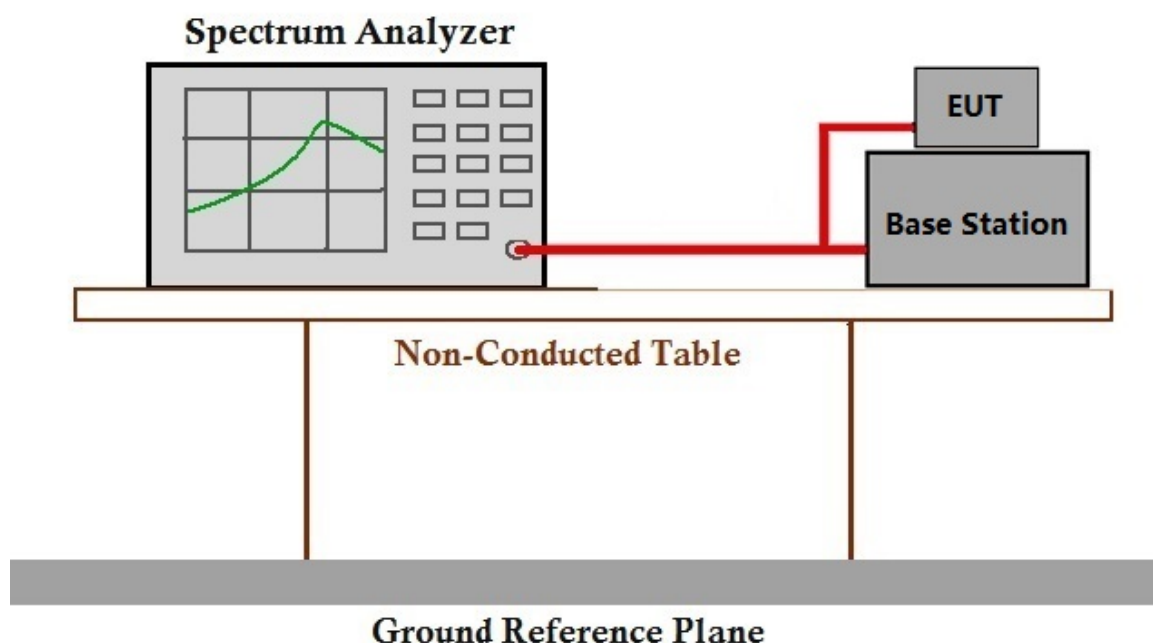 Spectrum Analyzer
EUT
Base Station
Non-Conducted Table
Ground Reference Plane